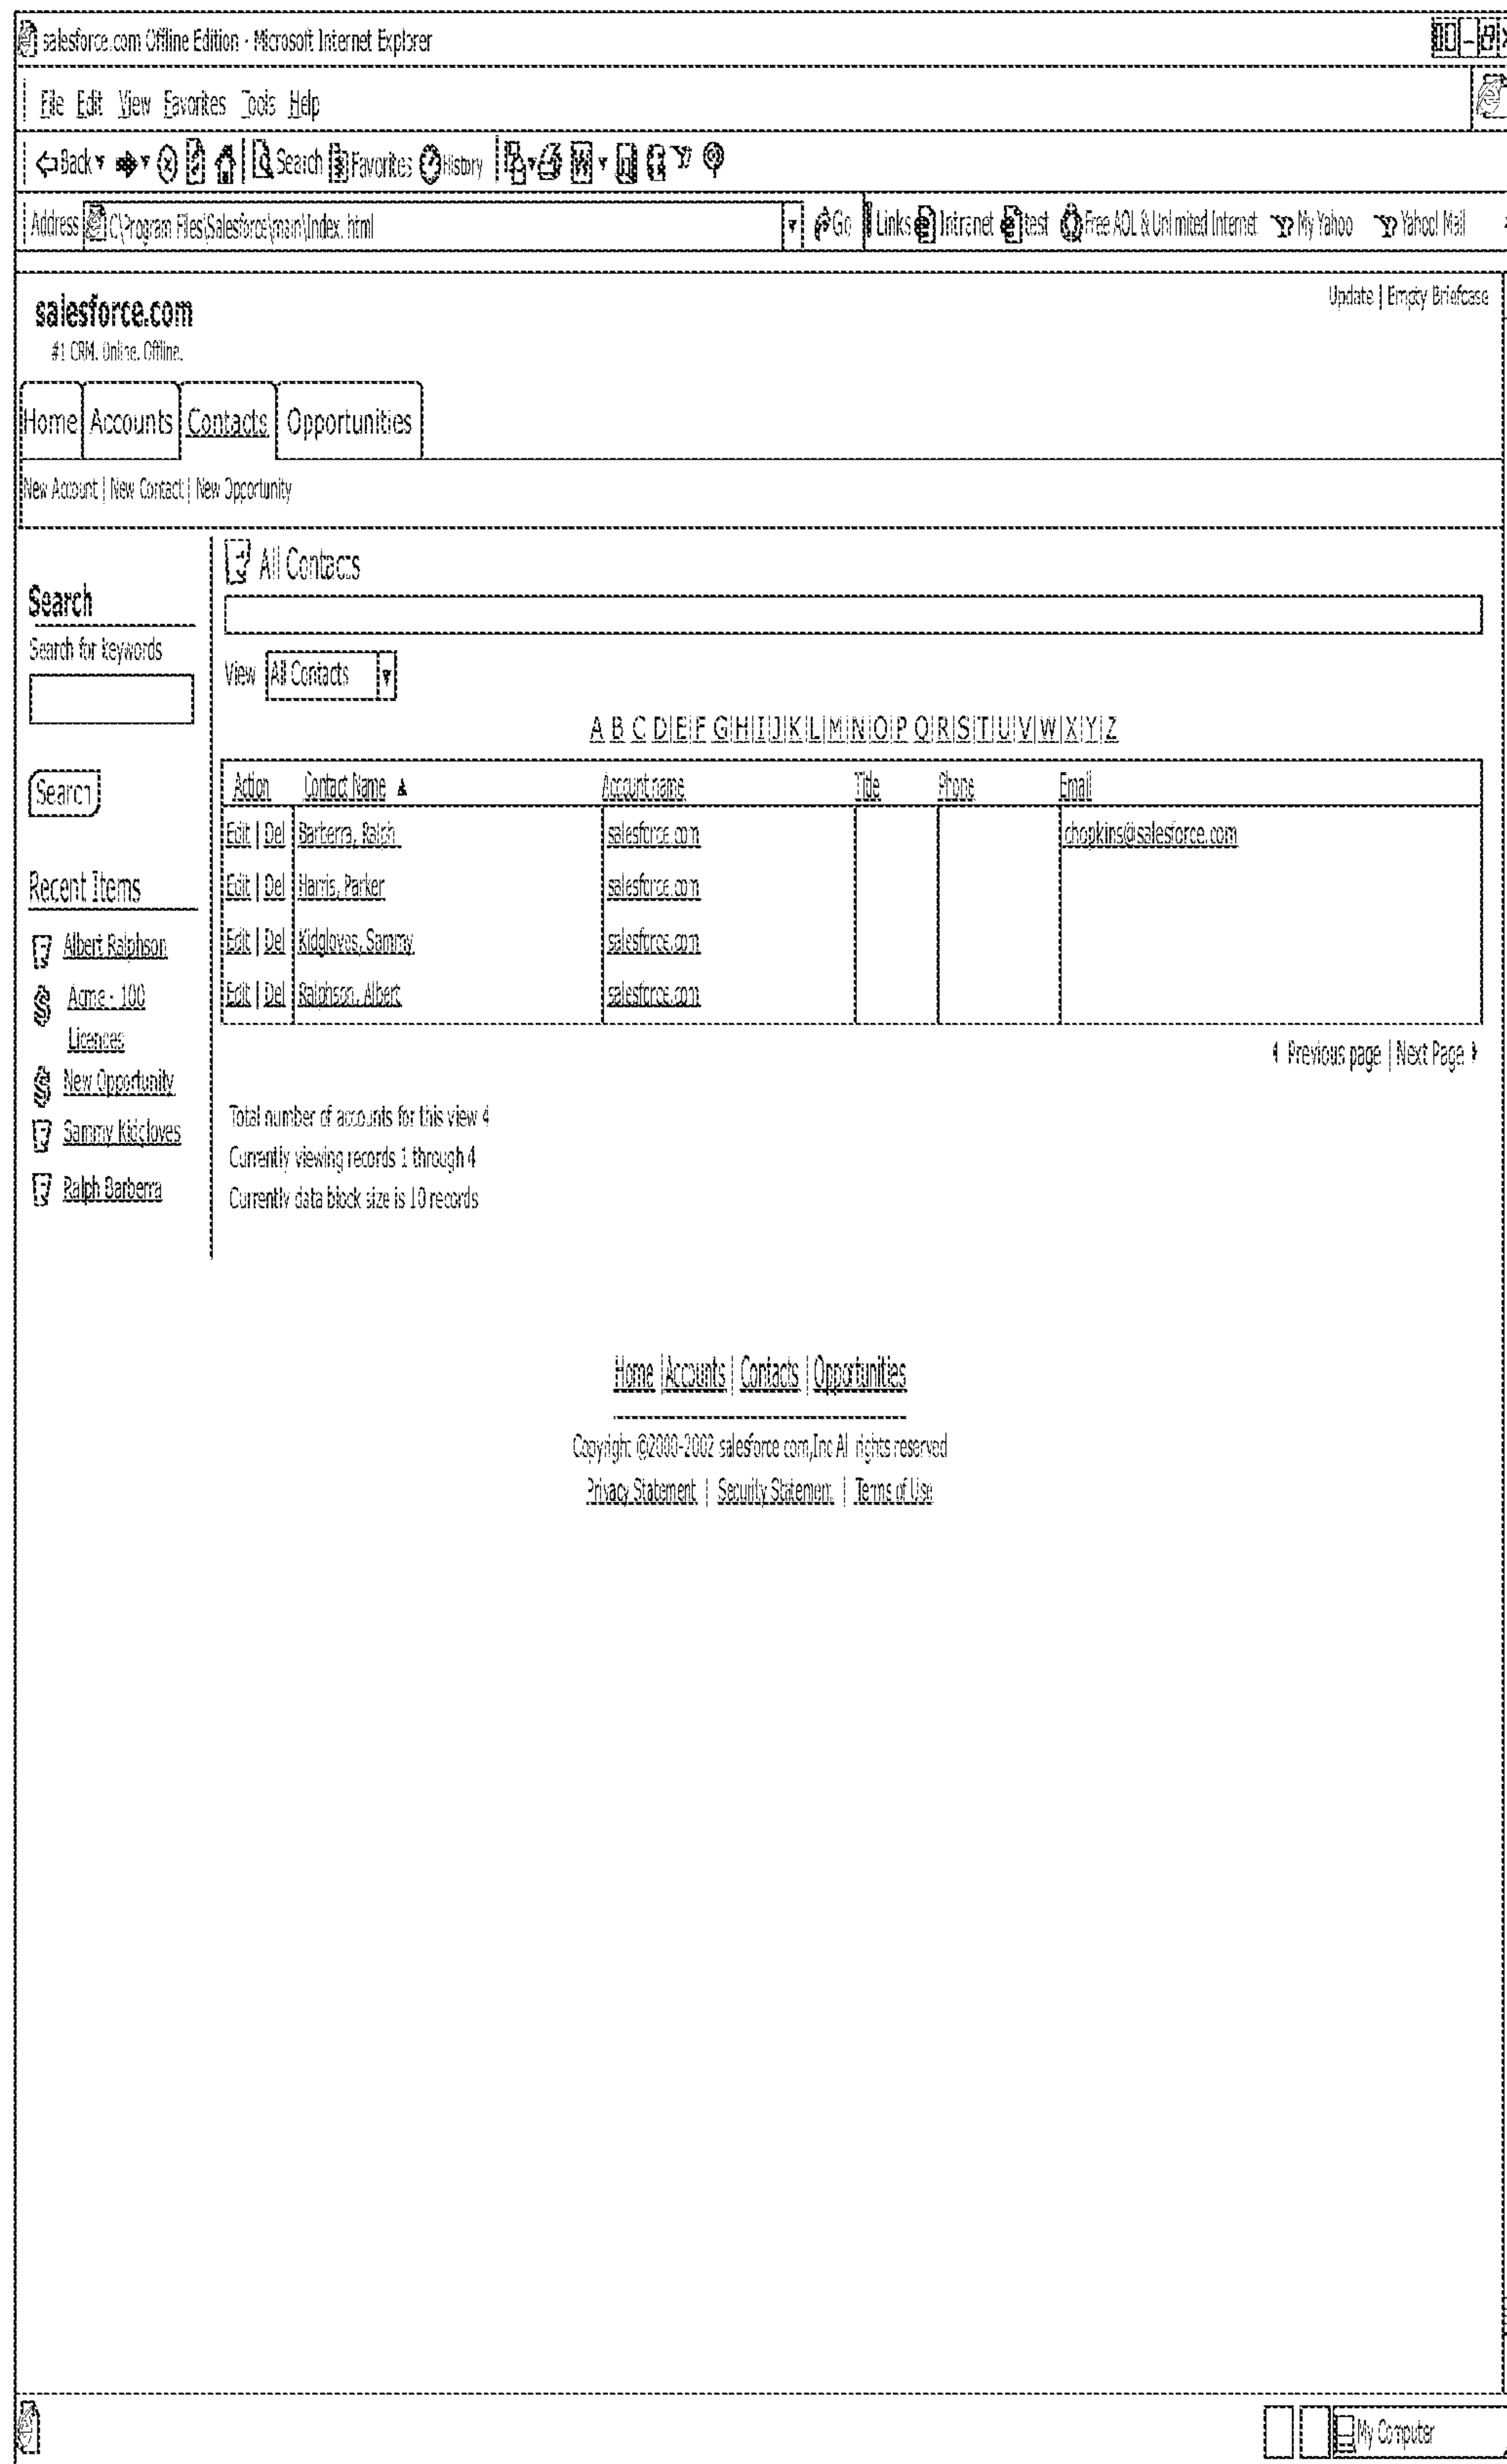 salesforce.com Offline Edition - Microsoft Internet Explorer
File Edit View Favorites Tools Help
Back Search Favorites History
Address C\Program Files\Salesforce\main\Index. html Go Links Intranet test Free AOL & Unlimited Internet My Yahoo Yahoo! Mail
Update | Empty Briefcase
salesforce.com
#1 CRM. Online. Offline.
Home Accounts Contacts Opportunities
New Account | New Contact | New Opportunity
All Contacts
Search
Search for keywords
View All Contacts
A B C D|E|F G|H|I|J|K|L|M|N|O|P Q|R|S|T|U|V|W|X|Y|Z
Search
Action Contact Name ▲ Account name Title Phone Email
Edit | Del Barberra, Ralph salesforce.com chopkins@salesforce.com
Edit | Del Harris, Parker salesforce.com
Edit | Del Kidgloves, Sammy salesforce.com
Edit | Del Ralphson, Albert salesforce.com
Recent Items
Albert Ralphson
Acme - 100
Licences
New Opportunity
Sammy Kidgloves
Ralph Barberra
Previous page | Next Page
Total number of accounts for this view 4
Currently viewing records 1 through 4
Currently data block size is 10 records
Home | Accounts | Contacts | Opportunities
Copyright @2000-2002 salesforce com,Inc All rights reserved
Privacy Statement | Security Statement | Terms of Use
My Computer